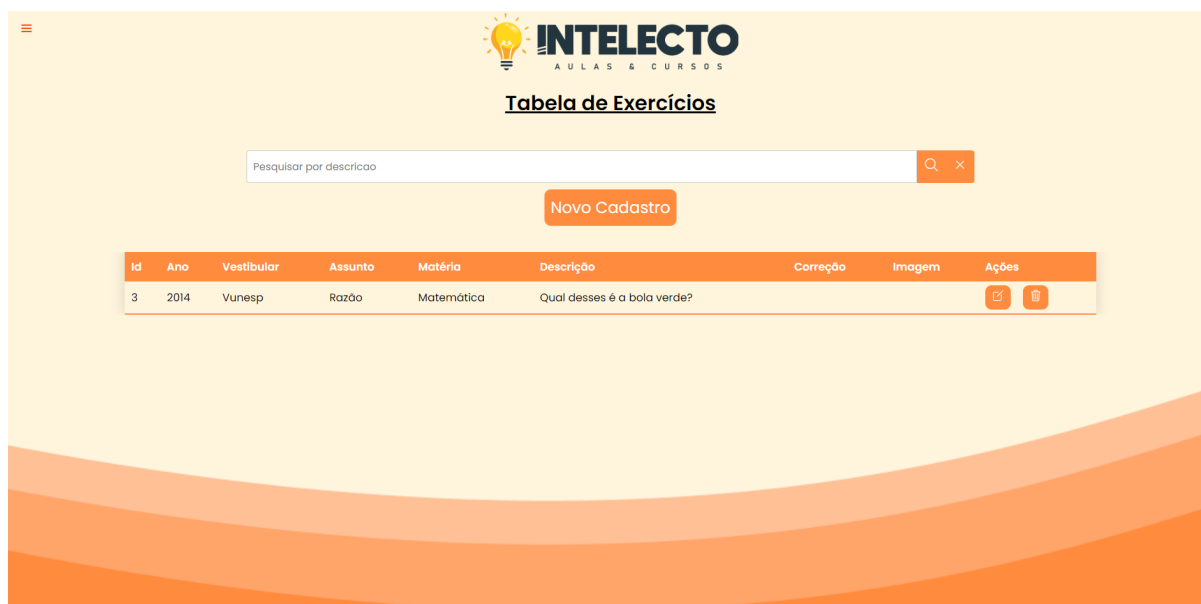 INTELECTO
AULAS & CURSOS
Tabela de Exercícios
Pesquisar por descricao
Novo Cadastro
Id Ano Vestibular Assunto Matéria Descrição Correção Imagem Ações
3 2014 Vunesp Razão Matemática Qual desses é a bola verde?